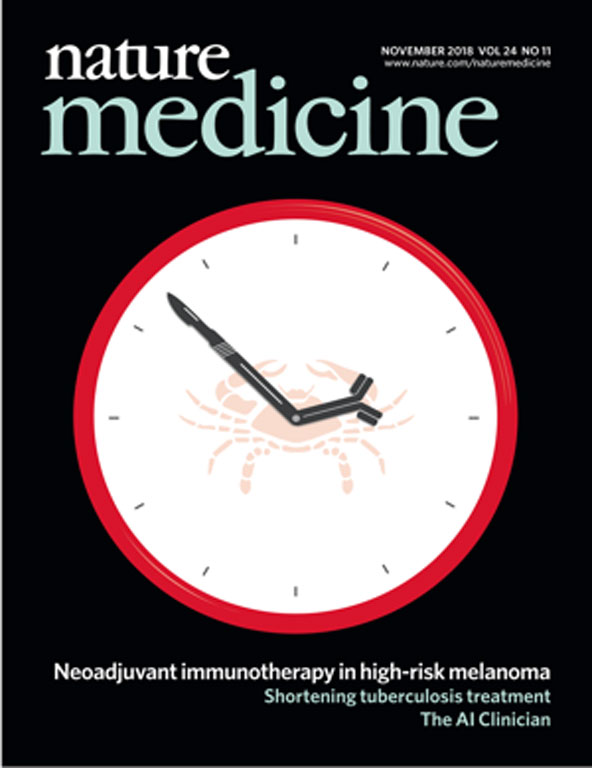 nature
medicine
NOVEMBER 2018 VOL 24 NO 11
www.nature.com/naturemedicine
Neoadjuvant immunotherapy in high-risk melanoma
Shortening tuberculosis treatment
The AI Clinician